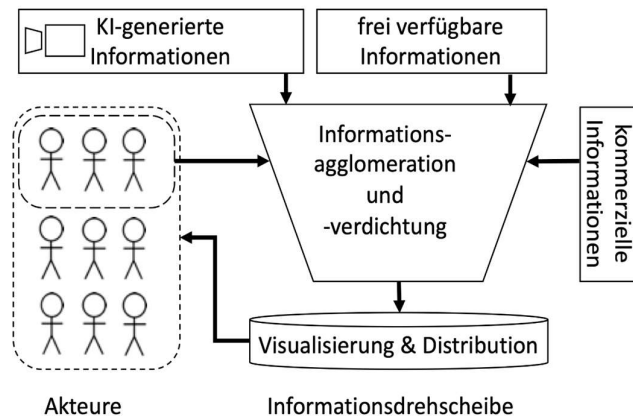 KI-generierte
Informationen
frei verfügbare
Informationen
Informations-
agglomeration
und
-verdichtung
kommerzielle
Informationen
Visualisierung & Distribution
Akteure
Informationsdrehscheibe